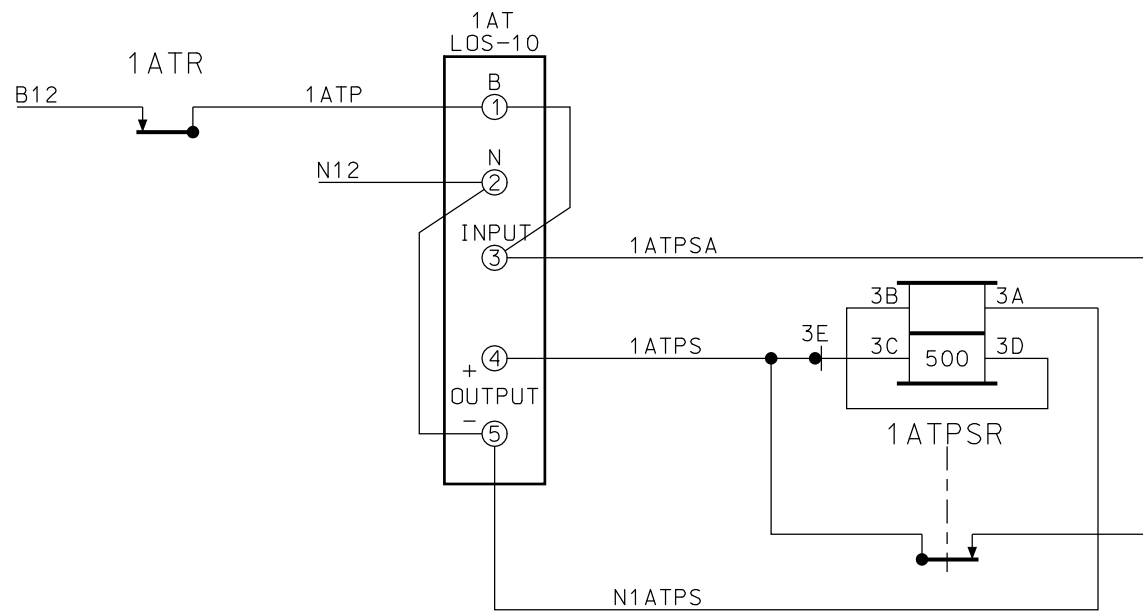 1AT
LOS-10
1ATR
B
B12
1ATP
1
N
N12
2
INPUT
3
1ATPSA
3B
3A
3E
4
1ATPS
3C
500
3D
+
OUTPUT
-
5
1ATPSR
N1ATPS